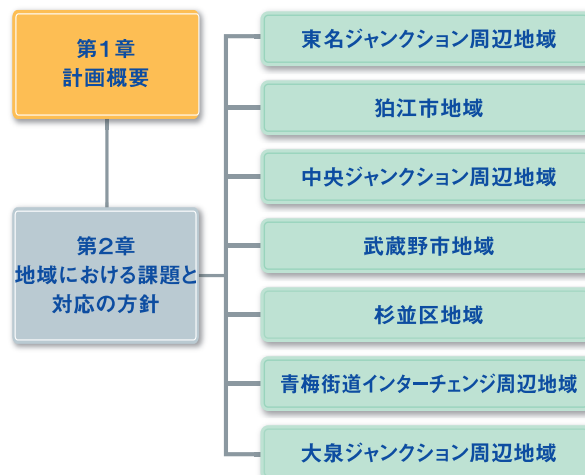 第1章
計画概要
第2章
地域における課題と
対応の方針
東名ジャンクション周辺地域
狛江市地域
中央ジャンクション周辺地域
武蔵野市地域
杉並区地域
青梅街道インターチェンジ周辺地域
大泉ジャンクション周辺地域